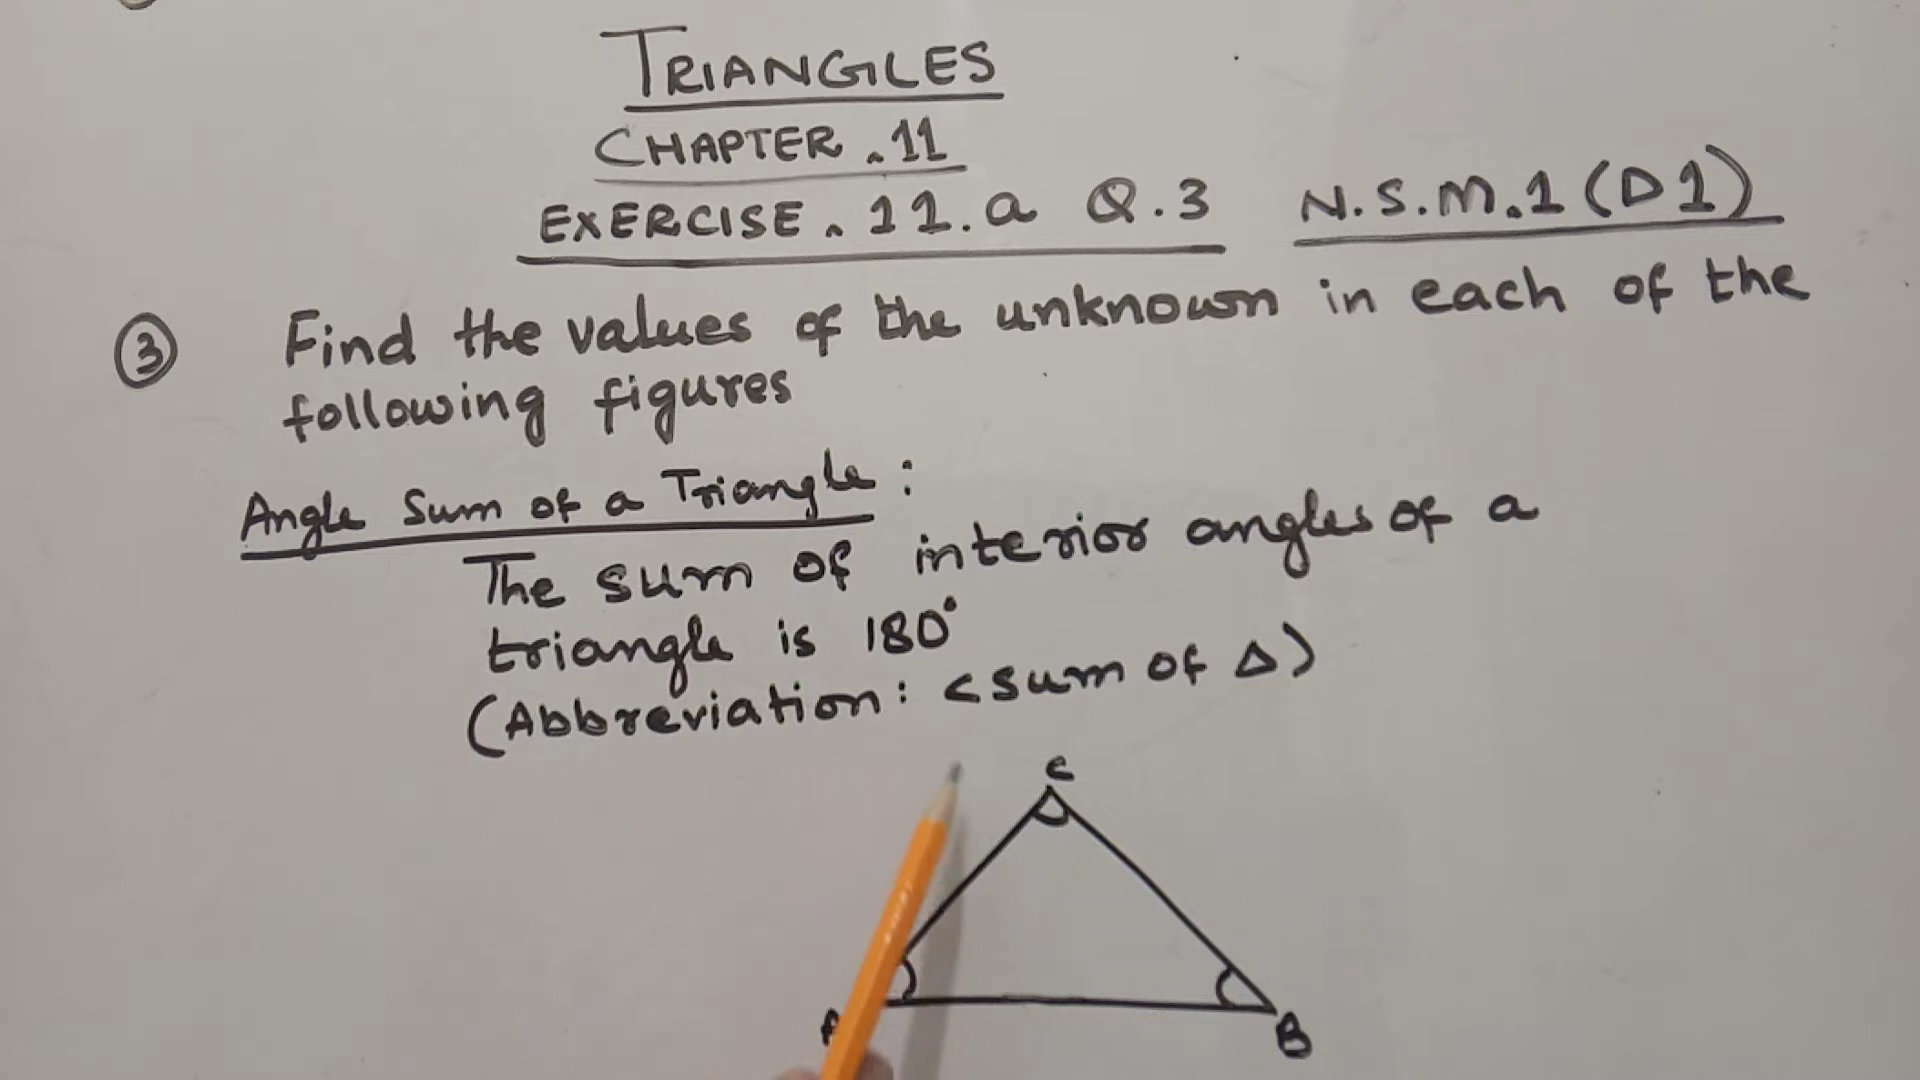 TRIANGLES
CHAPTER.11
EXERCISE.11.a Q.3 N.S.M.1(D1)
3 Find the values of the unknown in each of the
following figures
Angle Sum of a Triangle:
The sum of interior angles of a
triangle is 180°
(Abbreviation: <sum of Δ)
C
A
B